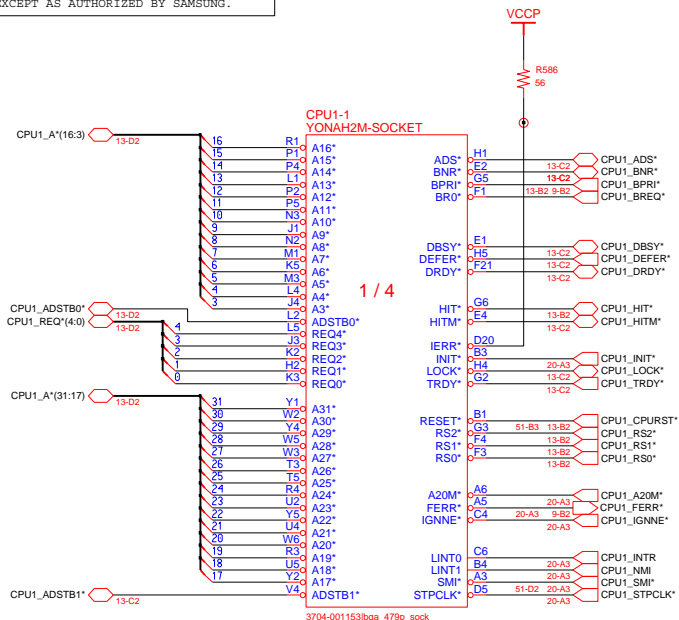 EXCEPT AS AUTHORIZED BY SAMSUNG.
VCCP
R586
56
CPU1-1
YONAH2M-SOCKET
CPU1_A*(16:3)
13-D2
16 R1 A16*
15 P1 A15*
14 P4 A14*
13 L1 A13*
12 P2 A12*
11 P5 A11*
10 N3 A10*
9 J1 A9*
8 N2 A8*
7 M1 A7*
6 K5 A6*
5 M3 A5*
4 L4 A4*
3 J4 A3*
CPU1_ADSTB0* 13-D2 L2 ADSTB0*
CPU1_REQ*(4:0) 13-D2
4 L5 REQ4*
3 J3 REQ3*
2 K2 REQ2*
1 H2 REQ1*
0 K3 REQ0*
CPU1_A*(31:17)
13-D2
31 Y1 A31*
30 W2 A30*
29 Y4 A29*
28 W5 A28*
27 W3 A27*
26 T3 A26*
25 T5 A25*
24 R4 A24*
23 U2 A23*
22 Y5 A22*
21 U4 A21*
20 W6 A20*
19 R3 A19*
18 U5 A18*
17 Y2 A17*
CPU1_ADSTB1* 13-C2 V4 ADSTB1*
1 / 4
ADS* H1 CPU1_ADS*
BNR* E2 13-C2 CPU1_BNR*
BPRI* G5 13-C2 CPU1_BPRI*
BR0* F1 13-B2 9-B2 CPU1_BREQ*
DBSY* E1 CPU1_DBSY*
DEFER* H5 13-C2 CPU1_DEFER*
DRDY* F21 13-C2 CPU1_DRDY*
13-C2
HIT* G6 CPU1_HIT*
HITM* E4 13-B2 CPU1_HITM*
13-C2
IERR* D20
INIT* B3 CPU1_INIT*
LOCK* H4 20-A3 CPU1_LOCK*
TRDY* G2 13-C2 CPU1_TRDY*
13-C2
RESET* B1 CPU1_CPURST*
RS2* G3 51-B3 13-B2 CPU1_RS2*
RS1* F4 13-B2 CPU1_RS1*
RS0* F3 13-B2 CPU1_RS0*
13-B2
A20M* A6 CPU1_A20M*
FERR* A5 20-A3 CPU1_FERR*
IGNNE* C4 20-A3 9-B2 CPU1_IGNNE*
20-A3
LINT0 C6 CPU1_INTR
LINT1 B4 20-A3 CPU1_NMI
SMI* A3 20-A3 CPU1_SMI*
STPCLK* D5 51-D2 20-A3 CPU1_STPCLK*
20-A3
3704-001153lbga_479p_sock